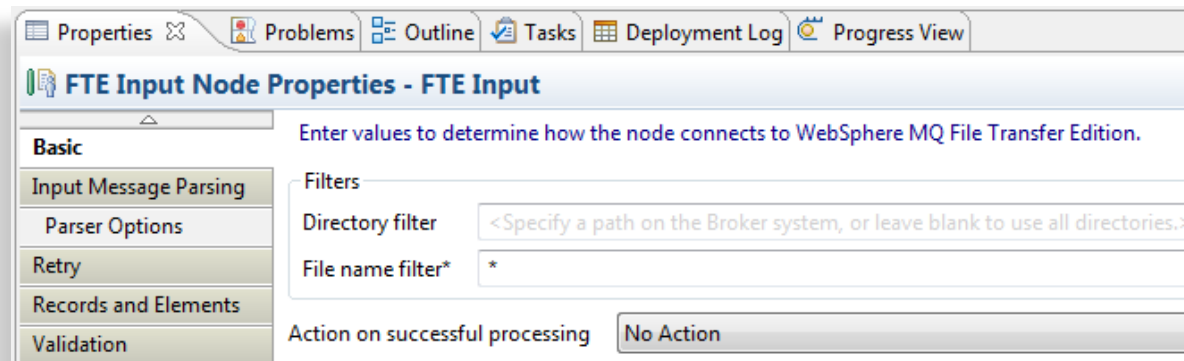 Properties Problems Outline Tasks Deployment Log Progress View
FTE Input Node Properties - FTE Input
Basic
Input Message Parsing
Parser Options
Retry
Records and Elements
Validation
Enter values to determine how the node connects to WebSphere MQ File Transfer Edition.
Filters
Directory filter <Specify a path on the Broker system, or leave blank to use all directories.>
File name filter* *
Action on successful processing No Action